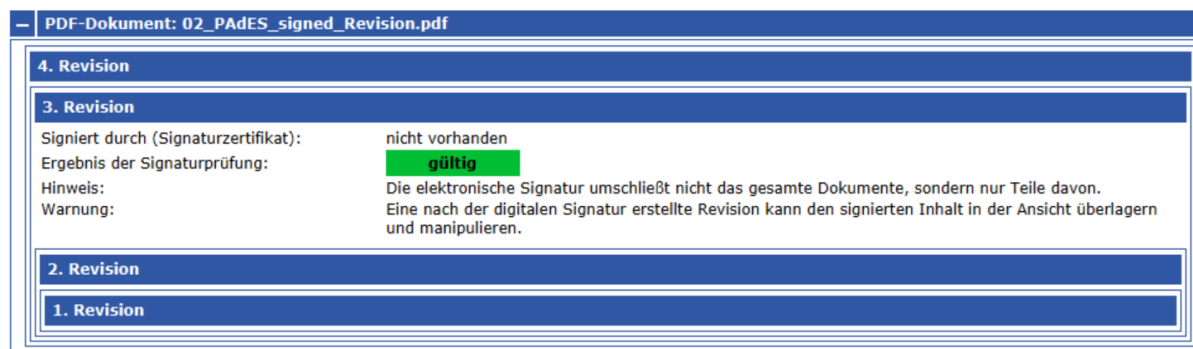 – PDF-Dokument: 02_PAdES_signed_Revision.pdf
4. Revision
3. Revision
Signiert durch (Signaturzertifikat): nicht vorhanden
Ergebnis der Signaturprüfung: gültig
Hinweis: Die elektronische Signatur umschließt nicht das gesamte Dokumente, sondern nur Teile davon.
Warnung: Eine nach der digitalen Signatur erstellte Revision kann den signierten Inhalt in der Ansicht überlagern
und manipulieren.
2. Revision
1. Revision